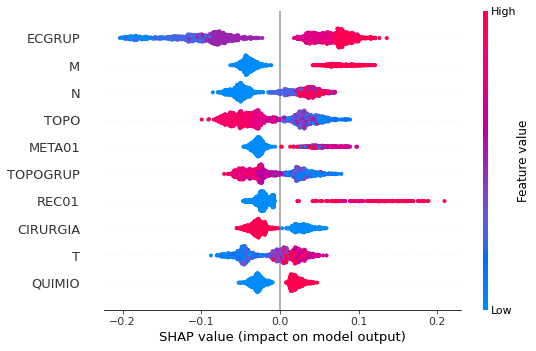 High
ECGRUP
M
N
TOPO
META01
TOPOGRUP
REC01
CIRURGIA
T
QUIMIO
Feature value
Low
−0.2 −0.1 0.0 0.1 0.2
SHAP value (impact on model output)